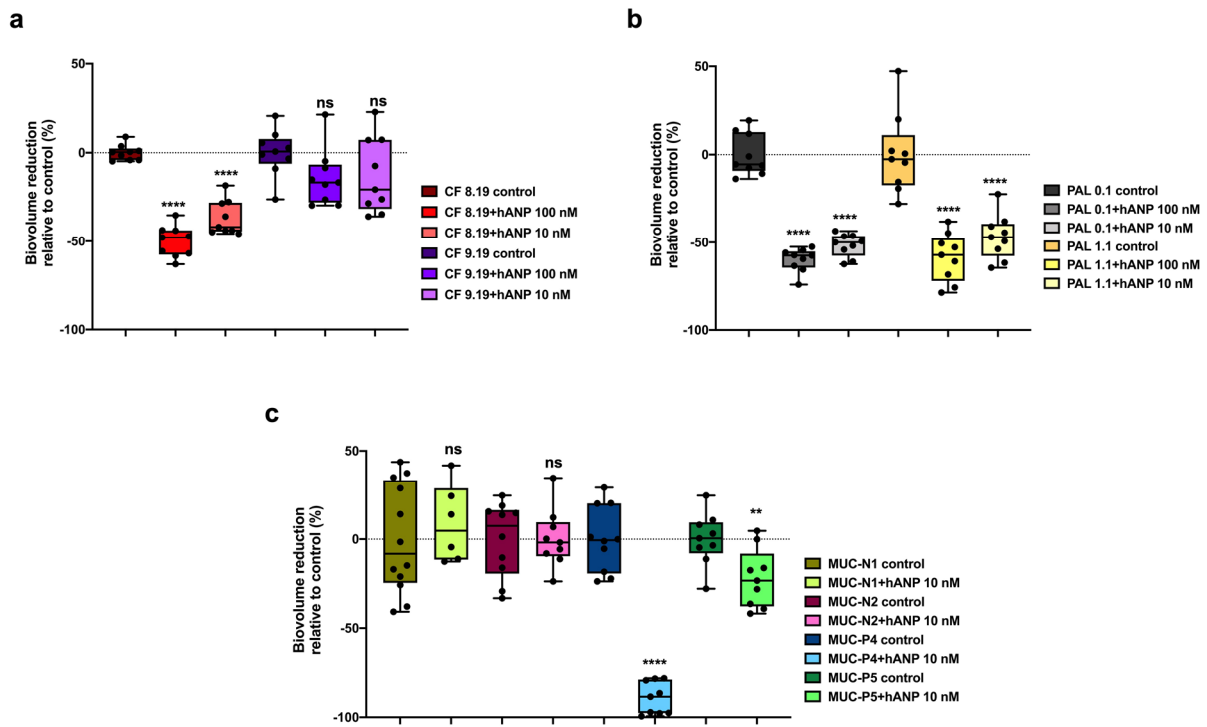 a
Biovolume reduction
relative to control (%)
50
0
-50
-100
****
****
ns
ns
CF 8.19 control
CF 8.19+hANP 100 nM
CF 8.19+hANP 10 nM
CF 9.19 control
CF 9.19+hANP 100 nM
CF 9.19+hANP 10 nM
b
Biovolume reduction
relative to control (%)
50
0
-50
-100
****
****
****
****
PAL 0.1 control
PAL 0.1+hANP 100 nM
PAL 0.1+hANP 10 nM
PAL 1.1 control
PAL 1.1+hANP 100 nM
PAL 1.1+hANP 10 nM
c
Biovolume reduction
relative to control (%)
50
0
-50
-100
ns
ns
****
**
MUC-N1 control
MUC-N1+hANP 10 nM
MUC-N2 control
MUC-N2+hANP 10 nM
MUC-P4 control
MUC-P4+hANP 10 nM
MUC-P5 control
MUC-P5+hANP 10 nM